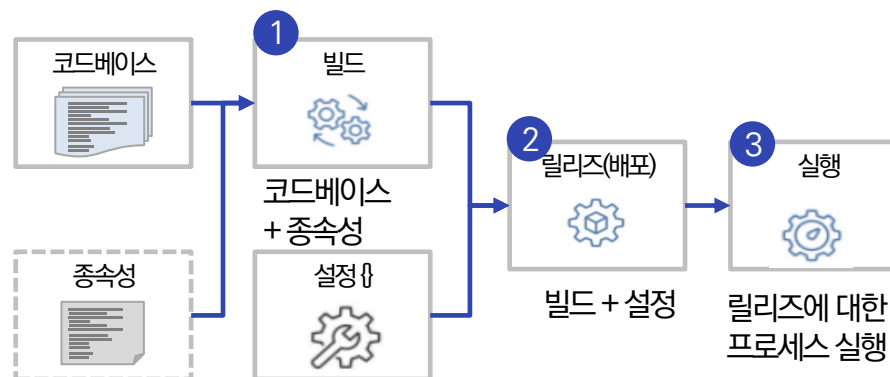 코드베이스
1
빌드
코드베이스
+ 종속성
종속성
설정 {}
2
릴리즈(배포)
빌드 + 설정
3
실행
릴리즈에 대한
프로세스 실행